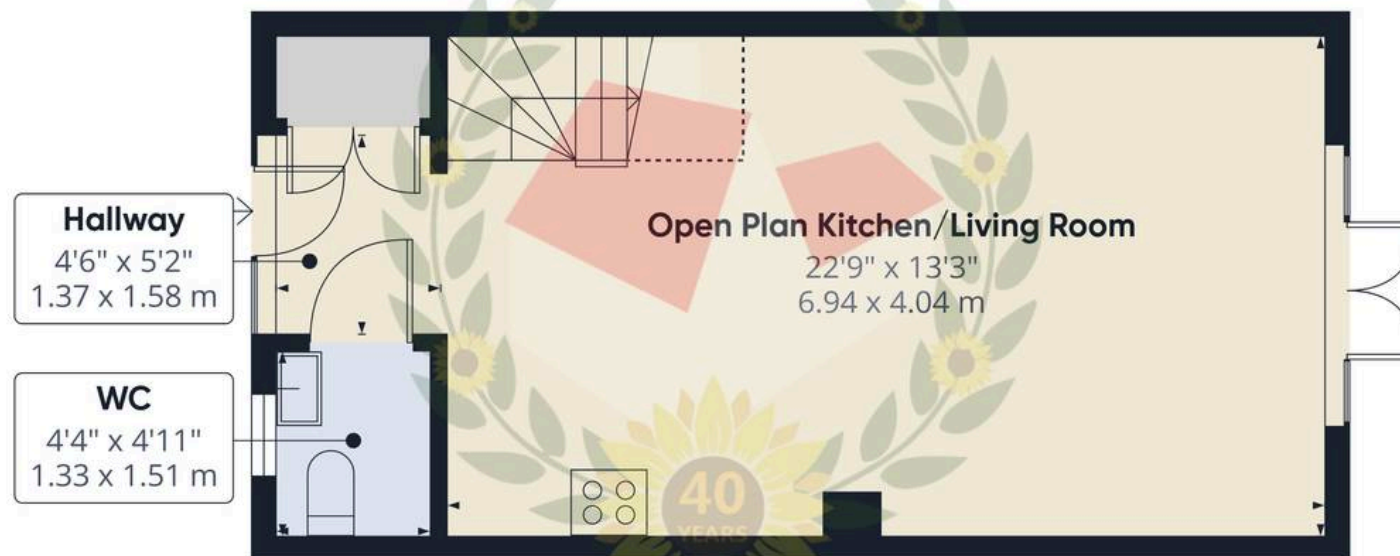 Hallway
4'6" x 5'2"
1.37 x 1.58 m
WC
4'4" x 4'11"
1.33 x 1.51 m
Open Plan Kitchen/Living Room
22'9" x 13'3"
6.94 x 4.04 m
40
YEARS